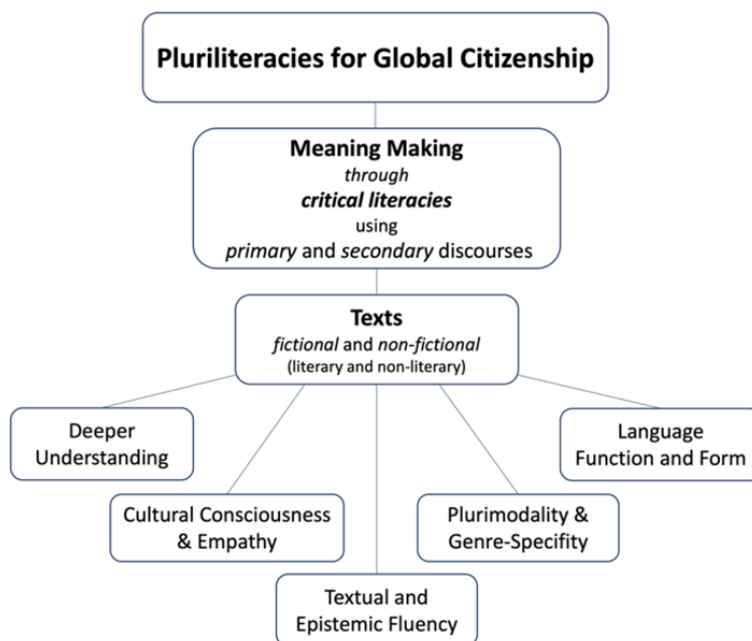 Pluriliteracies for Global Citizenship
Meaning Making
through
critical literacies
using
primary and secondary discourses
Texts
fictional and non-fictional
(literary and non-literary)
Deeper
Understanding
Language
Function and Form
Cultural Consciousness
& Empathy
Plurimodality &
Genre-Specifity
Textual and
Epistemic Fluency